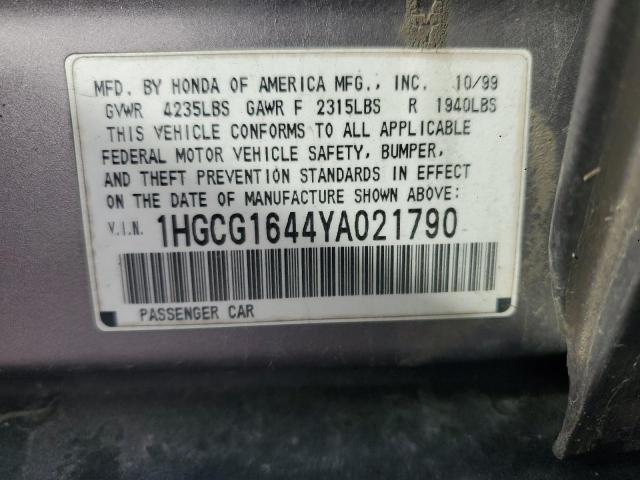 MFD. BY HONDA OF AMERICA MFG., INC. 10/99
GVWR 4235LBS GAWR F 2315LBS R 1940LBS
THIS VEHICLE CONFORMS TO ALL APPLICABLE
FEDERAL MOTOR VEHICLE SAFETY, BUMPER,
AND THEFT PREVENTION STANDARDS IN EFFECT
ON THE DATE OF MANUFACTURE SHOWN ABOVE:
V.I.N. 1HGCG1644YA021790
PASSENGER CAR